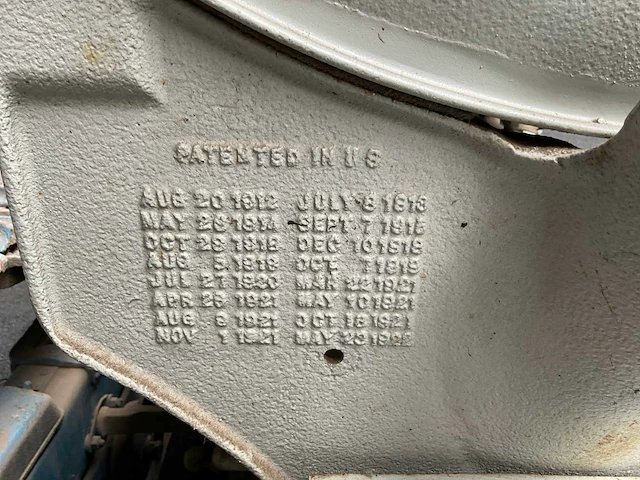 PATENTED IN U S
AUG 20 1912 JULY 8 1913
MAY 26 1914 SEPT 7 1915
OCT 29 1918 DEC 10 1918
AUG 5 1919 OCT 7 1919
JUL 27 1920 MAR 22 1921
APR 26 1921 MAY 10 1921
AUG 9 1921 OCT 18 1921
NOV 1 1921 MAY 23 1922